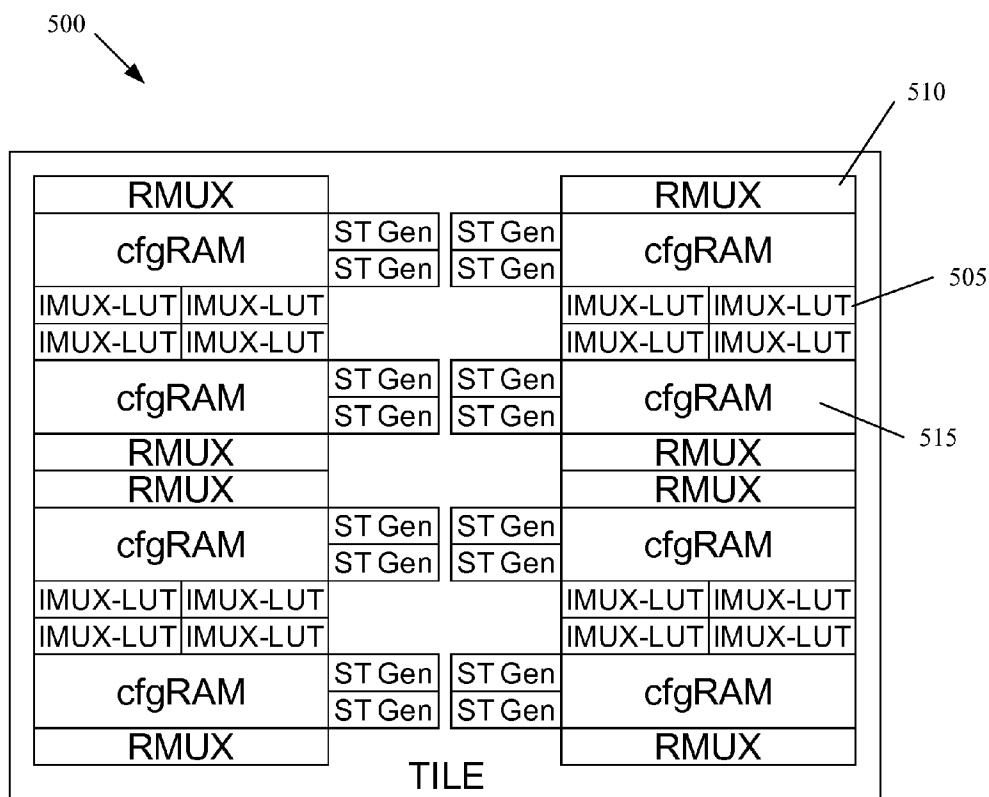 500
510
RMUX RMUX
cfgRAM ST Gen ST Gen cfgRAM
ST Gen ST Gen
505
IMUX-LUT IMUX-LUT IMUX-LUT IMUX-LUT
IMUX-LUT IMUX-LUT IMUX-LUT IMUX-LUT
cfgRAM ST Gen ST Gen cfgRAM
ST Gen ST Gen
515
RMUX RMUX
RMUX RMUX
cfgRAM ST Gen ST Gen cfgRAM
ST Gen ST Gen
IMUX-LUT IMUX-LUT IMUX-LUT IMUX-LUT
IMUX-LUT IMUX-LUT IMUX-LUT IMUX-LUT
cfgRAM ST Gen ST Gen cfgRAM
ST Gen ST Gen
RMUX RMUX
TILE